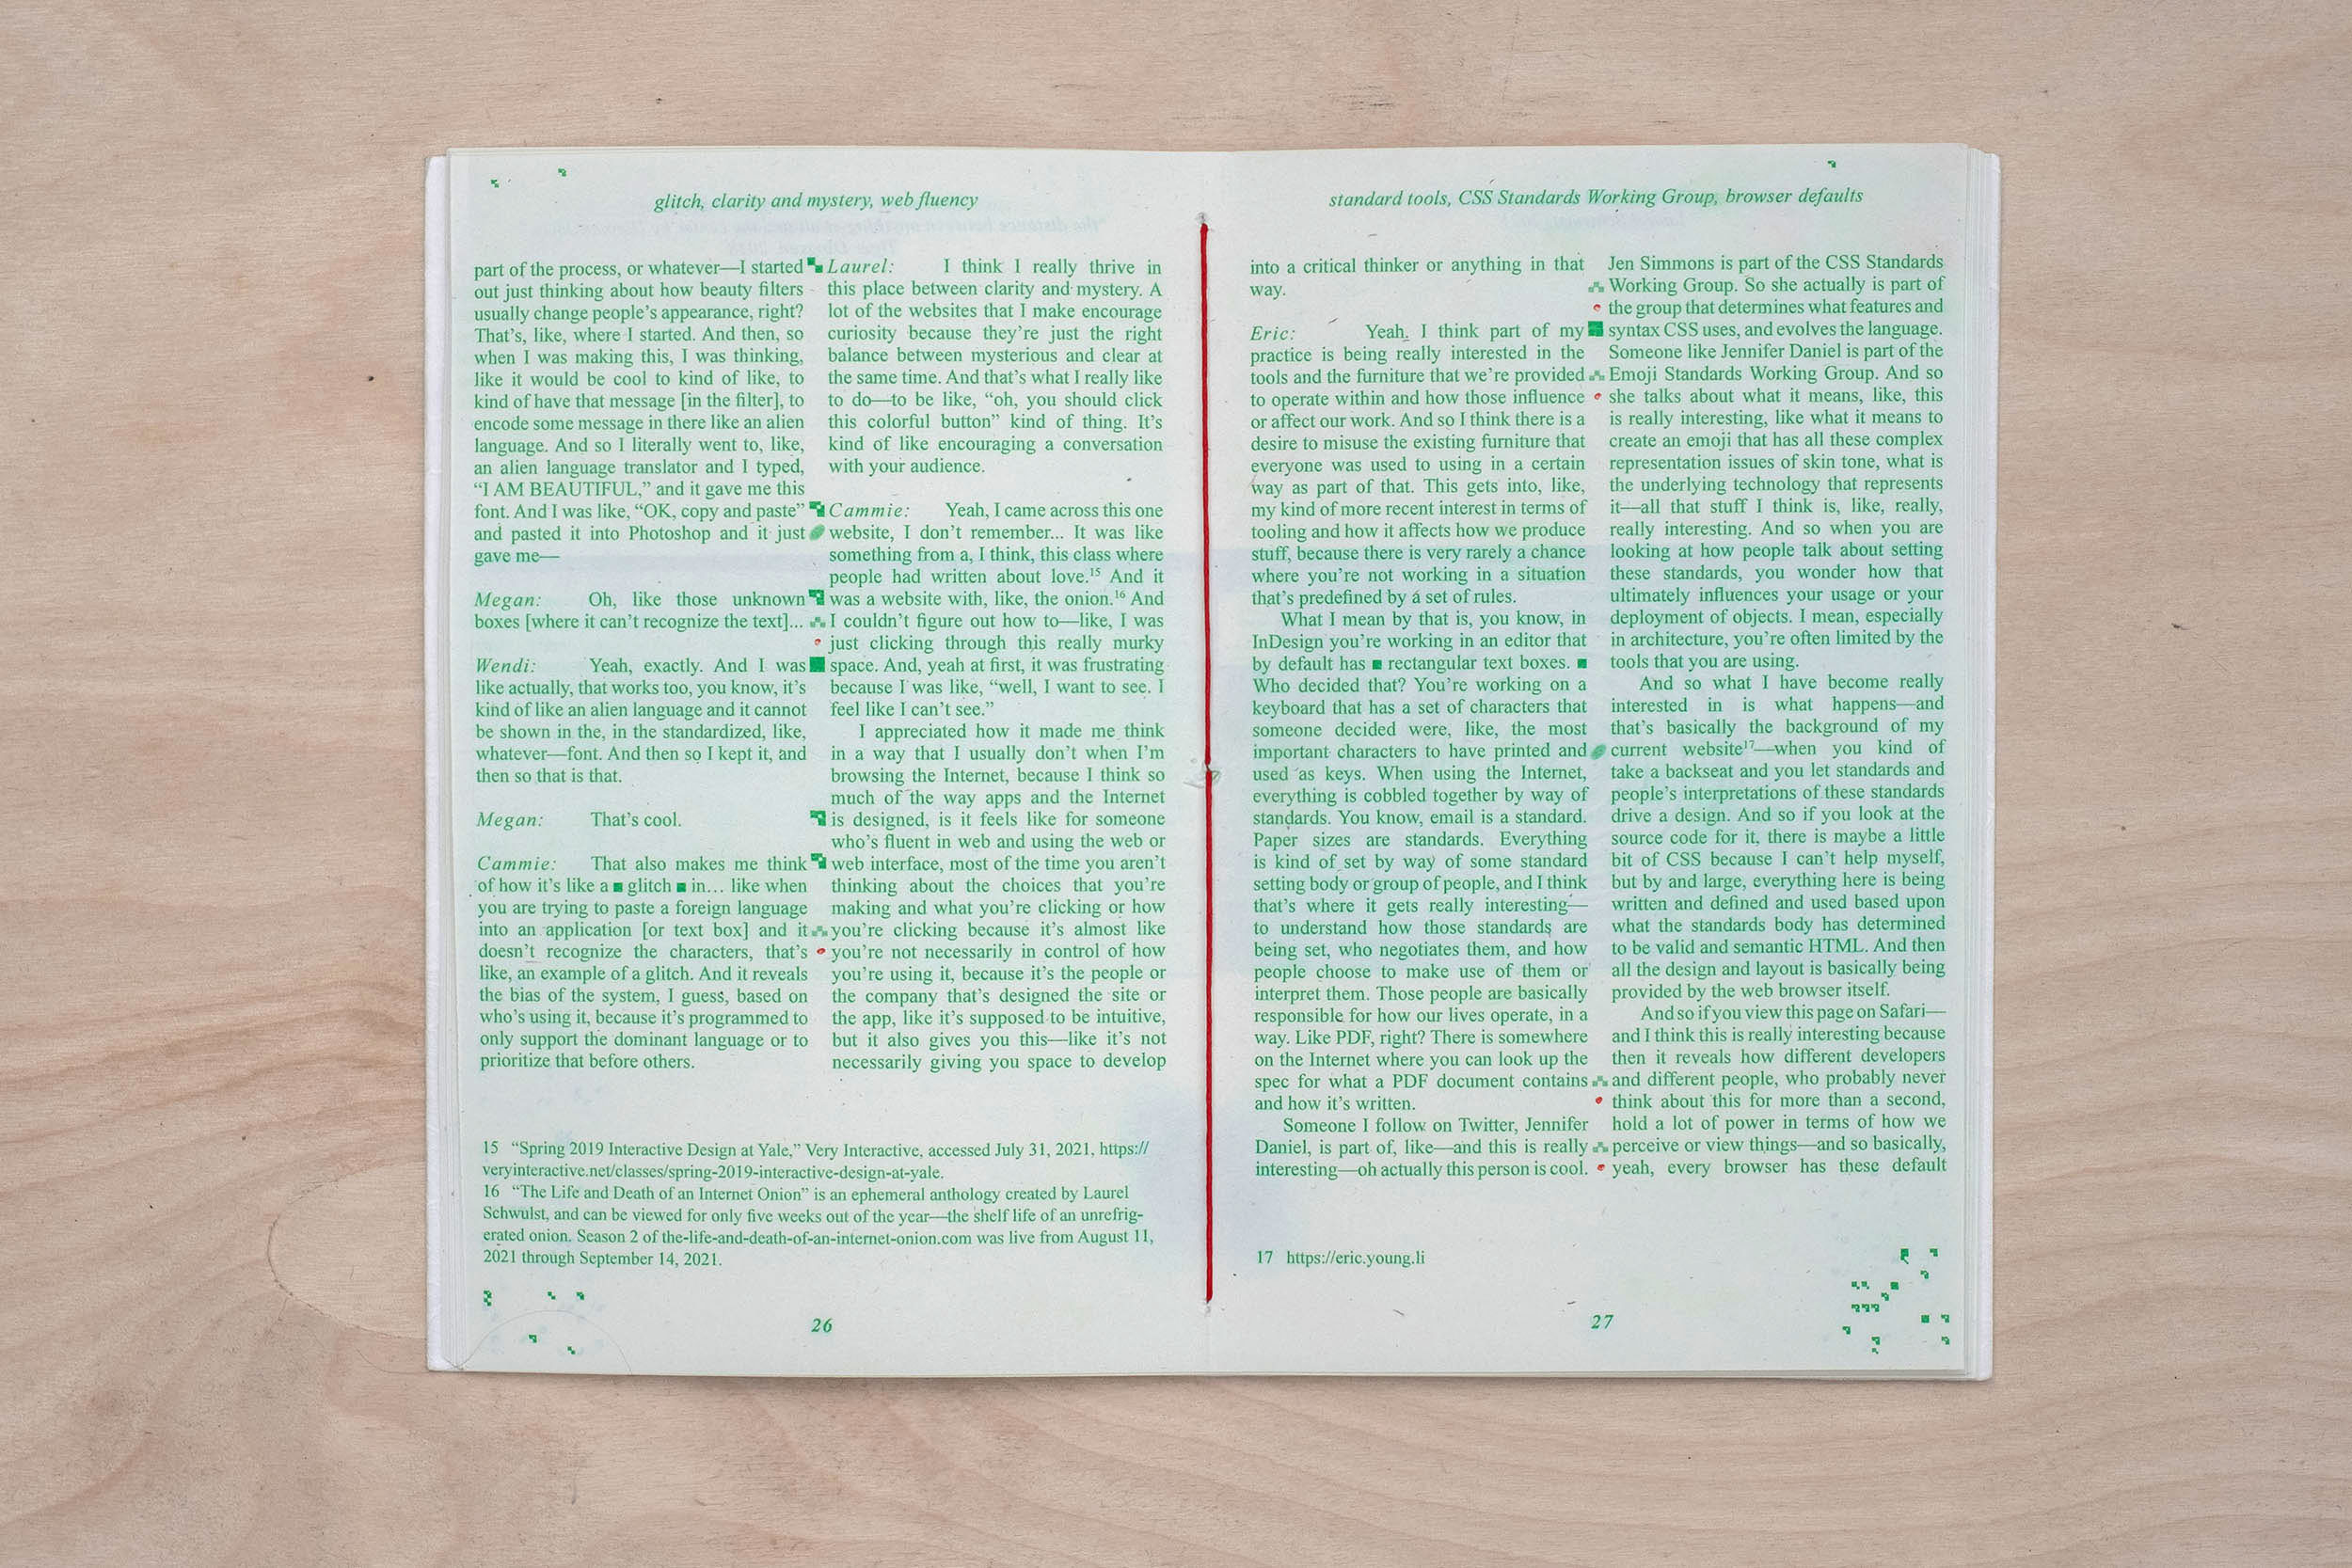 glitch, clarity and mystery, web fluency
part of the process, or whatever—I started
out just thinking about how beauty filters
usually change people’s appearance, right?
That’s, like, where I started. And then, so
when I was making this, I was thinking,
like it would be cool to kind of like, to
kind of have that message [in the filter], to
encode some message in there like an alien
language. And so I literally went to, like,
an alien language translator and I typed,
“I AM BEAUTIFUL,” and it gave me this
font. And I was like, “OK, copy and paste”
and pasted it into Photoshop and it just
gave me—
Megan: Oh, like those unknown
boxes [where it can’t recognize the text]...
Wendi: Yeah, exactly. And I was
like actually, that works too, you know, it’s
kind of like an alien language and it cannot
be shown in the, in the standardized, like,
whatever—font. And then so I kept it, and
then so that is that.
Megan: That’s cool.
Cammie: That also makes me think
of how it’s like a ■ glitch ■ in… like when
you are trying to paste a foreign language
into an application [or text box] and it
doesn’t recognize the characters, that’s
like, an example of a glitch. And it reveals
the bias of the system, I guess, based on
who’s using it, because it’s programmed to
only support the dominant language or to
prioritize that before others.
Laurel: I think I really thrive in
this place between clarity and mystery. A
lot of the websites that I make encourage
curiosity because they’re just the right
balance between mysterious and clear at
the same time. And that’s what I really like
to do—to be like, “oh, you should click
this colorful button” kind of thing. It’s
kind of like encouraging a conversation
with your audience.
Cammie: Yeah, I came across this one
website, I don’t remember... It was like
something from a, I think, this class where
people had written about love.15 And it
was a website with, like, the onion.16 And
I couldn’t figure out how to—like, I was
just clicking through this really murky
space. And, yeah at first, it was frustrating
because I was like, “well, I want to see. I
feel like I can’t see.”
I appreciated how it made me think
in a way that I usually don’t when I’m
browsing the Internet, because I think so
much of the way apps and the Internet
is designed, is it feels like for someone
who’s fluent in web and using the web or
web interface, most of the time you aren’t
thinking about the choices that you’re
making and what you’re clicking or how
you’re clicking because it’s almost like
you’re not necessarily in control of how
you’re using it, because it’s the people or
the company that’s designed the site or
the app, like it’s supposed to be intuitive,
but it also gives you this—like it’s not
necessarily giving you space to develop
15 “Spring 2019 Interactive Design at Yale,” Very Interactive, accessed July 31, 2021, https://
veryinteractive.net/classes/spring-2019-interactive-design-at-yale.
16 “The Life and Death of an Internet Onion” is an ephemeral anthology created by Laurel
Schwulst, and can be viewed for only five weeks out of the year—the shelf life of an unrefrig-
erated onion. Season 2 of the-life-and-death-of-an-internet-onion.com was live from August 11,
2021 through September 14, 2021.
26
standard tools, CSS Standards Working Group, browser defaults
into a critical thinker or anything in that
way.
Eric: Yeah. I think part of my
practice is being really interested in the
tools and the furniture that we’re provided
to operate within and how those influence
or affect our work. And so I think there is a
desire to misuse the existing furniture that
everyone was used to using in a certain
way as part of that. This gets into, like,
my kind of more recent interest in terms of
tooling and how it affects how we produce
stuff, because there is very rarely a chance
where you’re not working in a situation
that’s predefined by a set of rules.
What I mean by that is, you know, in
InDesign you’re working in an editor that
by default has ■ rectangular text boxes. ■
Who decided that? You’re working on a
keyboard that has a set of characters that
someone decided were, like, the most
important characters to have printed and
used as keys. When using the Internet,
everything is cobbled together by way of
standards. You know, email is a standard.
Paper sizes are standards. Everything
is kind of set by way of some standard
setting body or group of people, and I think
that’s where it gets really interesting—
to understand how those standards are
being set, who negotiates them, and how
people choose to make use of them or
interpret them. Those people are basically
responsible for how our lives operate, in a
way. Like PDF, right? There is somewhere
on the Internet where you can look up the
spec for what a PDF document contains
and how it’s written.
Someone I follow on Twitter, Jennifer
Daniel, is part of, like—and this is really
interesting—oh actually this person is cool.
Jen Simmons is part of the CSS Standards
Working Group. So she actually is part of
the group that determines what features and
syntax CSS uses, and evolves the language.
Someone like Jennifer Daniel is part of the
Emoji Standards Working Group. And so
she talks about what it means, like, this
is really interesting, like what it means to
create an emoji that has all these complex
representation issues of skin tone, what is
the underlying technology that represents
it—all that stuff I think is, like, really,
really interesting. And so when you are
looking at how people talk about setting
these standards, you wonder how that
ultimately influences your usage or your
deployment of objects. I mean, especially
in architecture, you’re often limited by the
tools that you are using.
And so what I have become really
interested in is what happens—and
that’s basically the background of my
current website17—when you kind of
take a backseat and you let standards and
people’s interpretations of these standards
drive a design. And so if you look at the
source code for it, there is maybe a little
bit of CSS because I can’t help myself,
but by and large, everything here is being
written and defined and used based upon
what the standards body has determined
to be valid and semantic HTML. And then
all the design and layout is basically being
provided by the web browser itself.
And so if you view this page on Safari—
and I think this is really interesting because
then it reveals how different developers
and different people, who probably never
think about this for more than a second,
hold a lot of power in terms of how we
perceive or view things—and so basically,
yeah, every browser has these default
17 https://eric.young.li
27